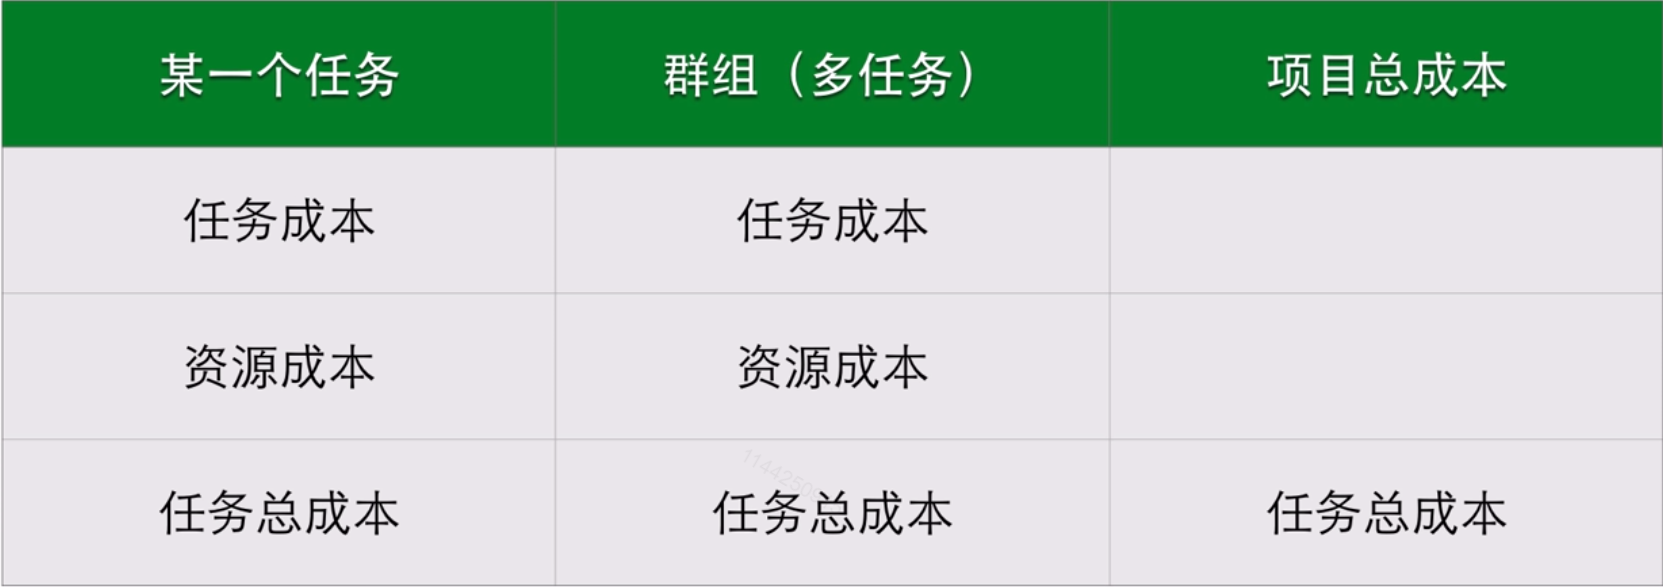 某一个任务 群组（多任务） 项目总成本
任务成本 任务成本
资源成本 资源成本
任务总成本 任务总成本 任务总成本